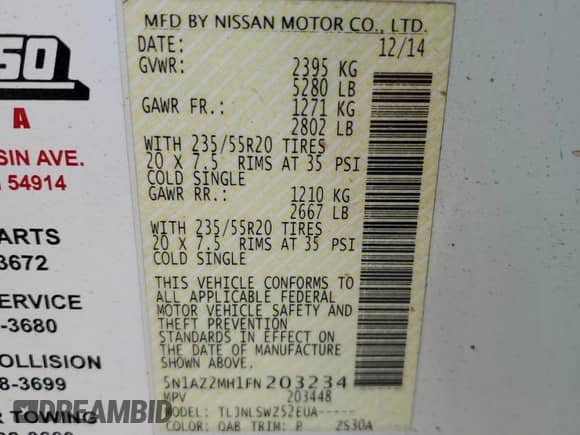 50
A
SIN AVE.
54914
ARTS
3672
ERVICE
-3680
OLLISION
8-3699
R TOWING
MFD BY NISSAN MOTOR CO., LTD.
DATE: 12/14
GVWR: 2395 KG
5280 LB
GAWR FR.: 1271 KG
2802 LB
WITH 235/55R20 TIRES
20 X 7.5 RIMS AT 35 PSI
COLD SINGLE
GAWR RR.: 1210 KG
2667 LB
WITH 235/55R20 TIRES
20 X 7.5 RIMS AT 35 PSI
COLD SINGLE
THIS VEHICLE CONFORMS TO
ALL APPLICABLE FEDERAL
MOTOR VEHICLE SAFETY AND
THEFT PREVENTION
STANDARDS IN EFFECT ON
THE DATE OF MANUFACTURE
SHOWN ABOVE.
5N1AZ2MH1FN203234
MPV 203448
TYPE: TLJNLSWZ52EUA-----
COLOR: QAB TRIM: P ZS30A
DREAMBID